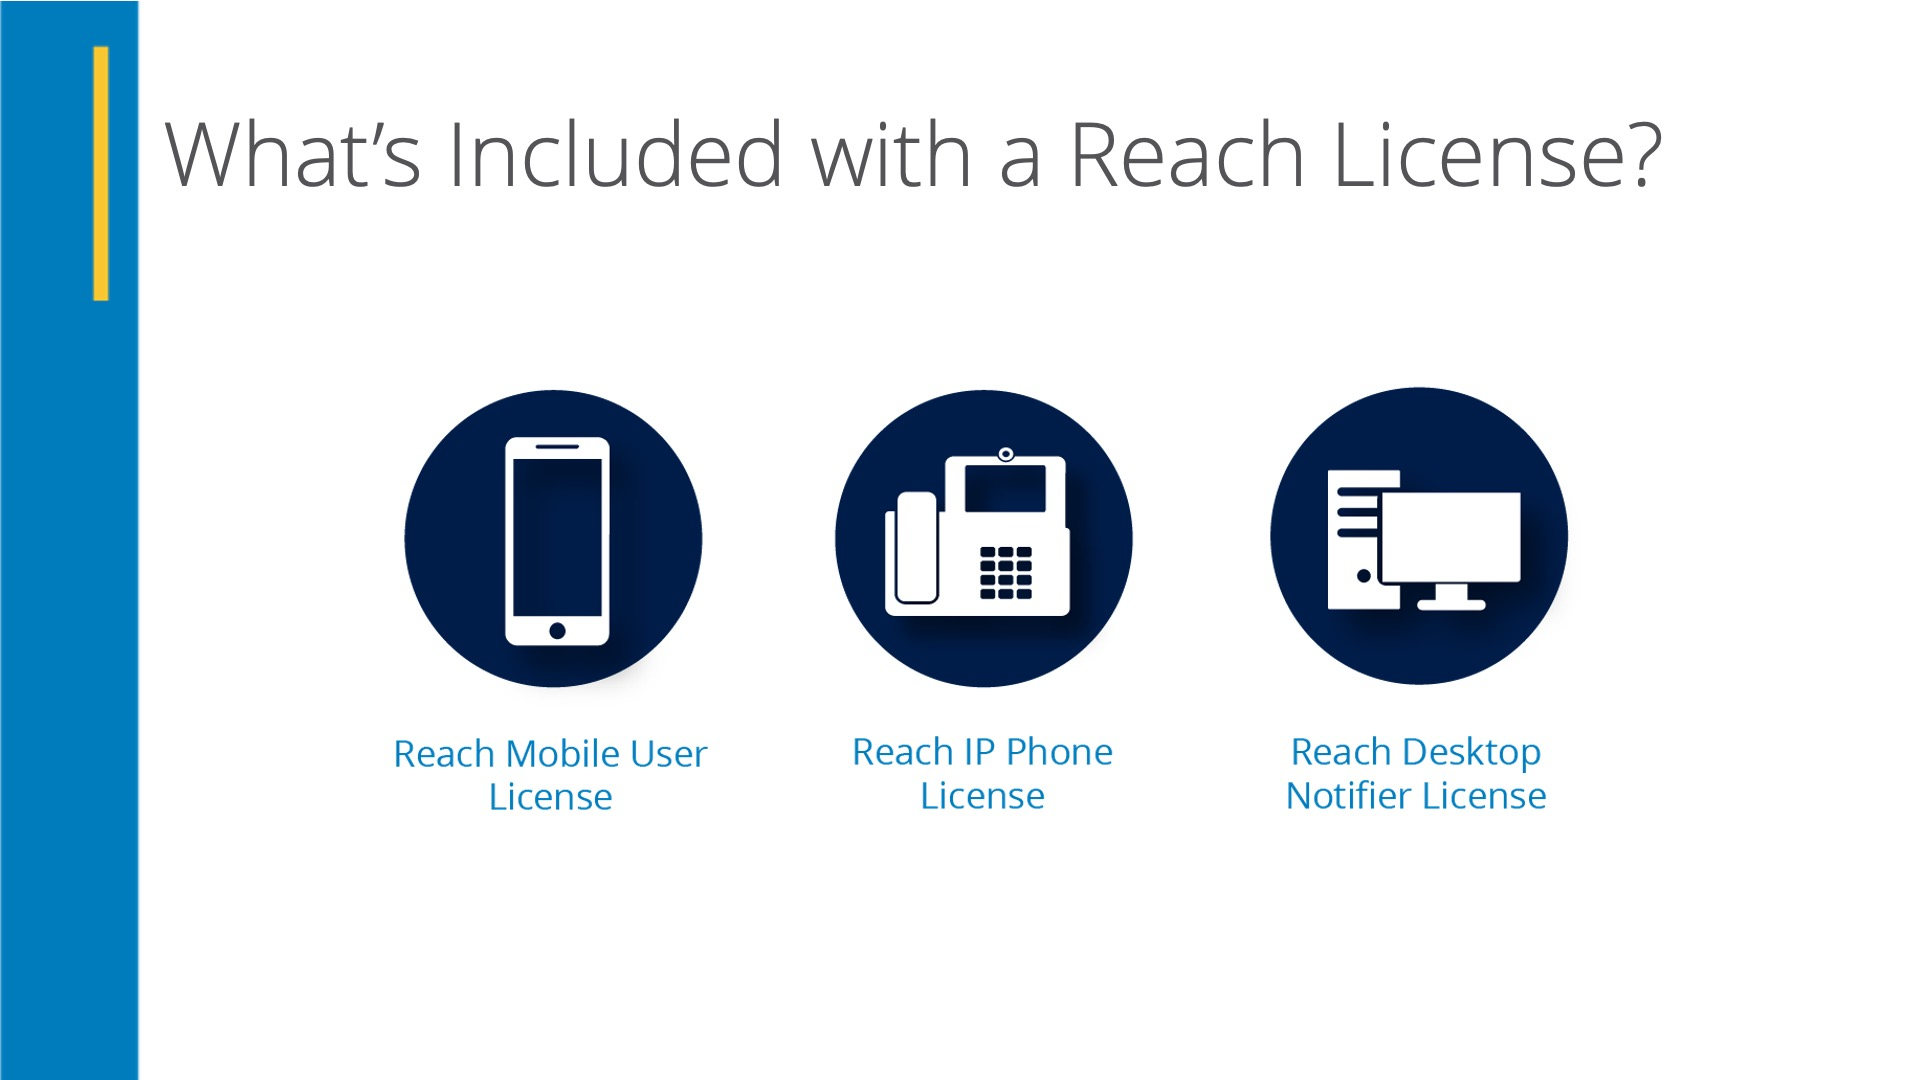 What’s Included with a Reach License?
Reach Mobile User
License
Reach IP Phone
License
Reach Desktop
Notifier License